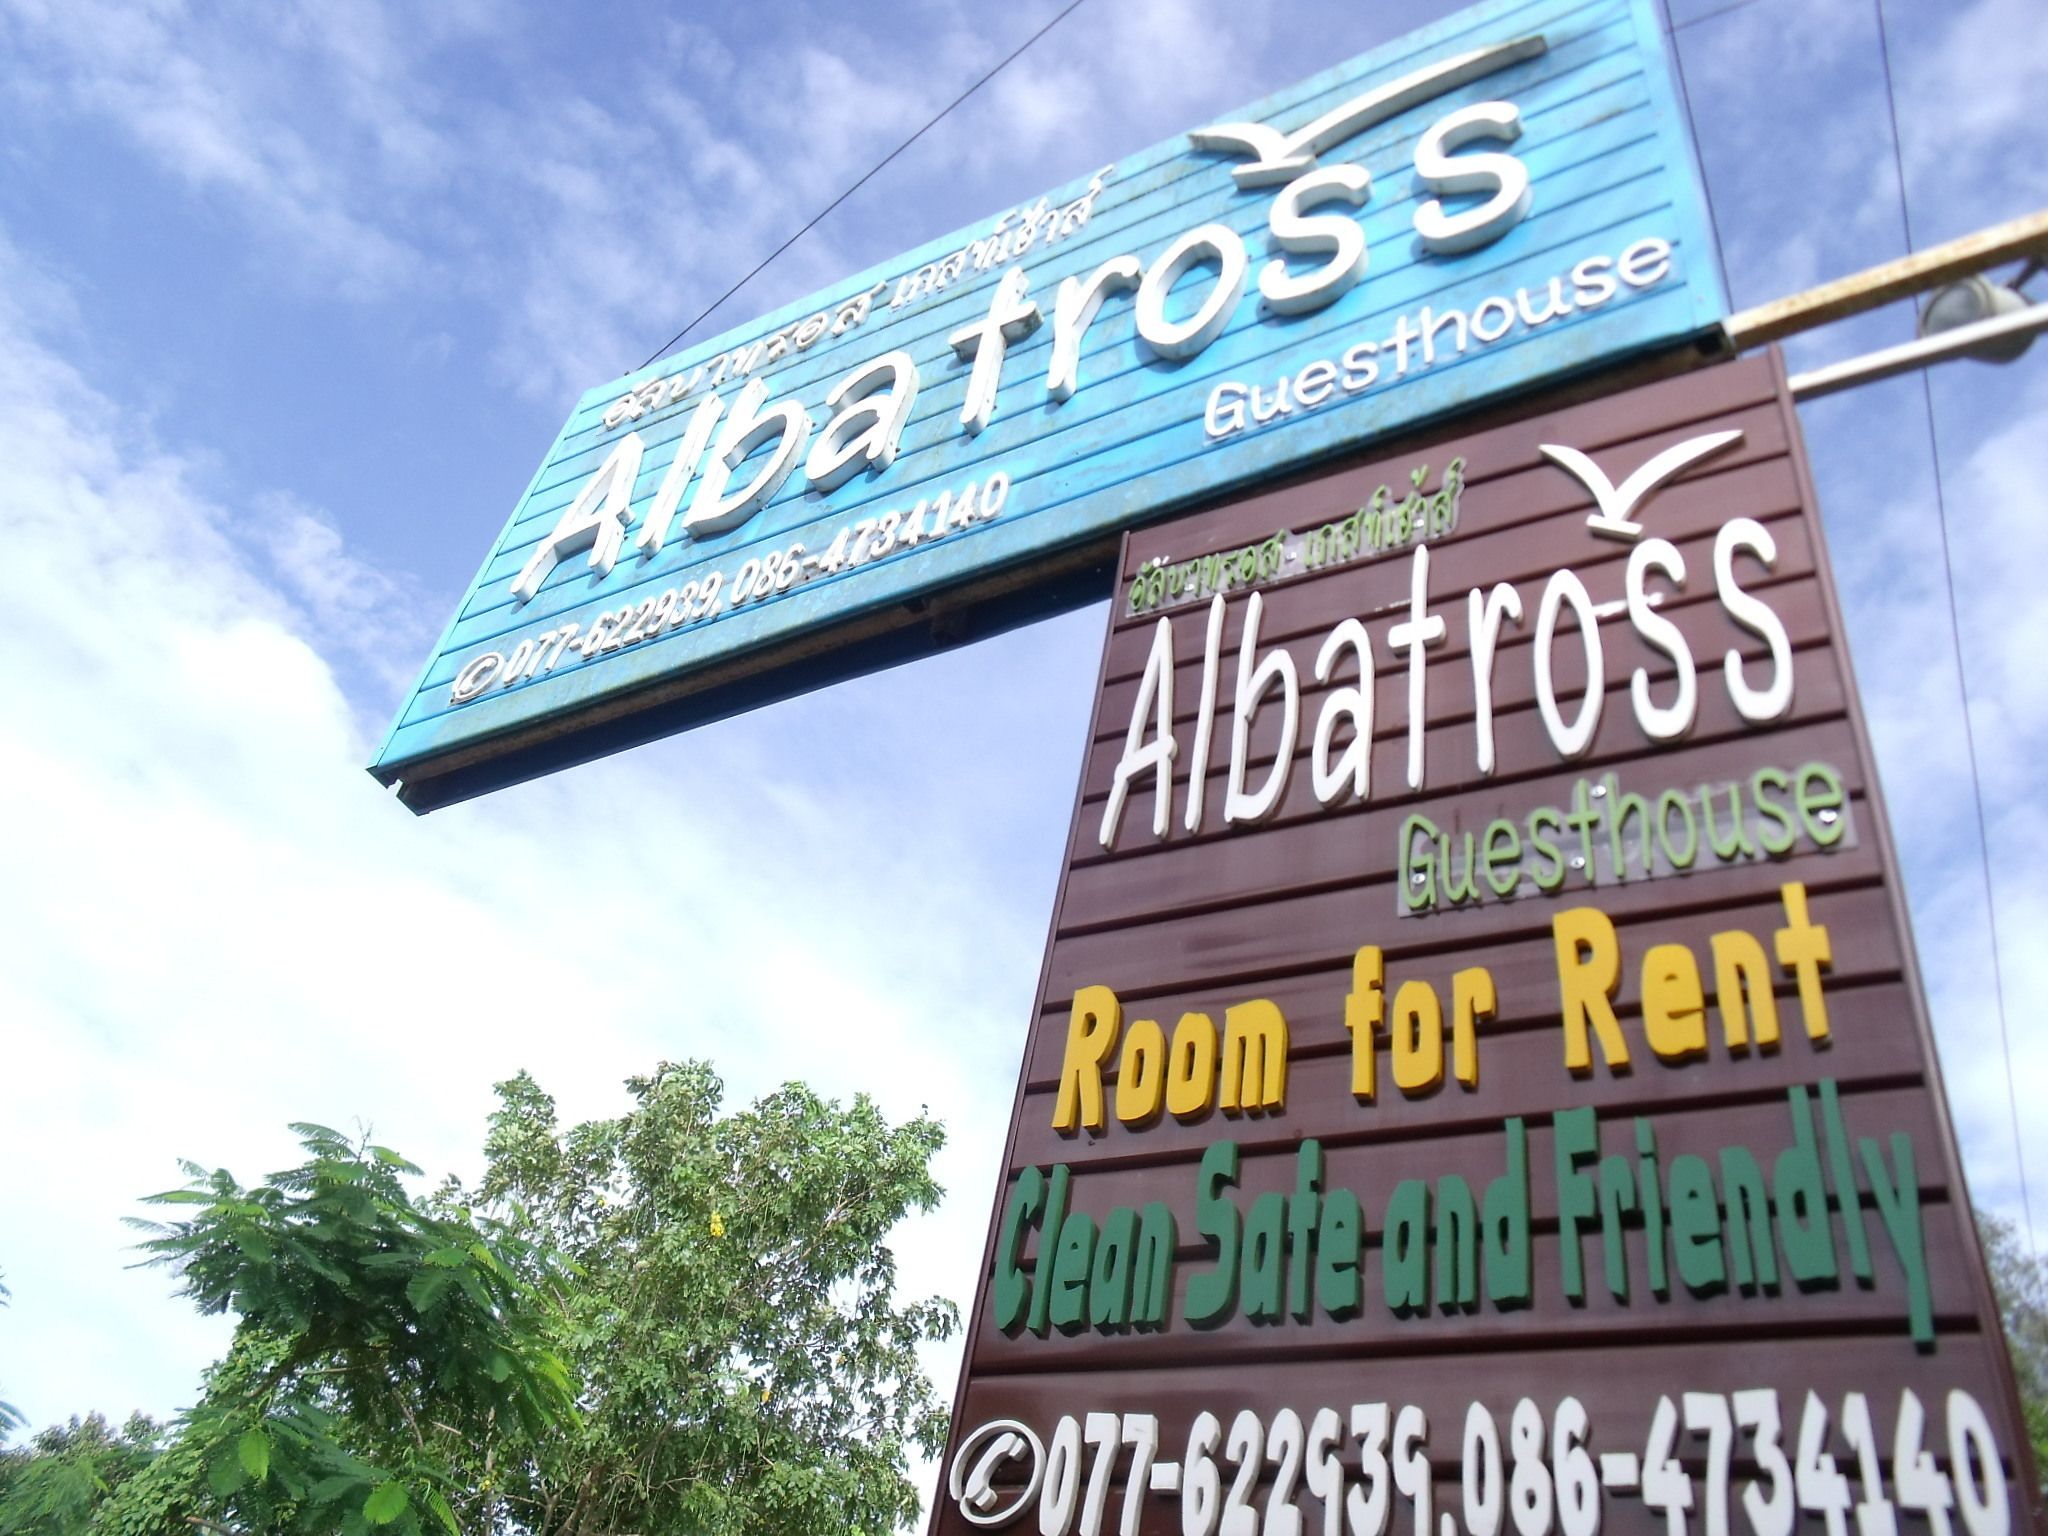 อัลบาทรอส เกสท์เฮ้าส์
Albatross
Guesthouse
077-622939, 086-4734140
อัลบาทรอส - เกสท์เฮ้าส์
Albatross
Guesthouse
Room for Rent
Clean Safe and Friendly
077-622939, 086-4734140